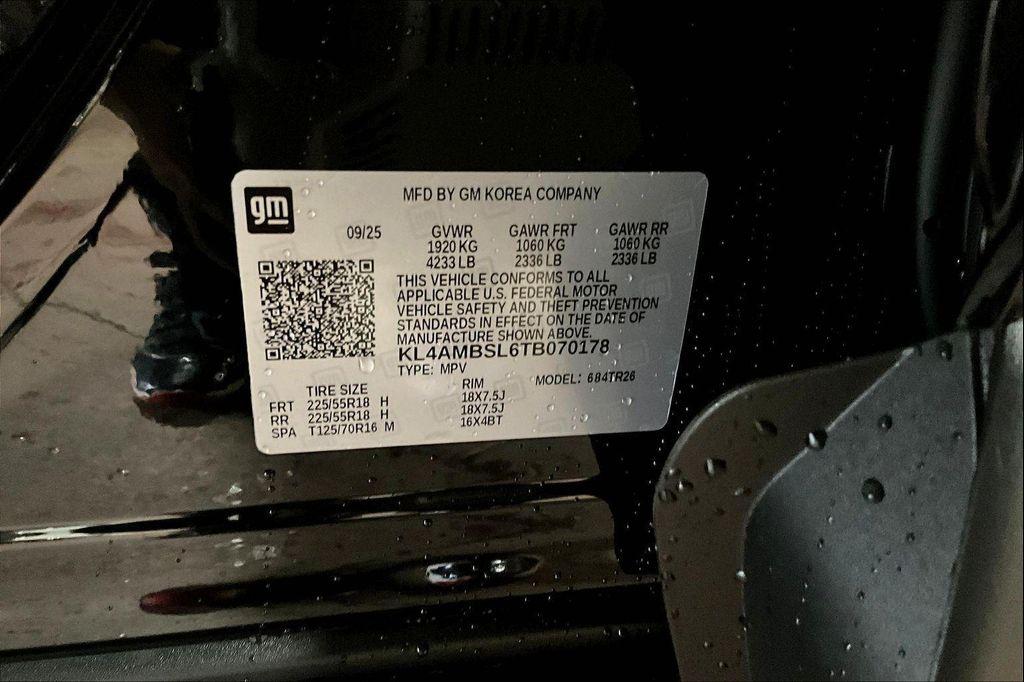 gm
MFD BY GM KOREA COMPANY
09/25 GVWR GAWR FRT GAWR RR
1920 KG 1060 KG 1060 KG
4233 LB 2336 LB 2336 LB
THIS VEHICLE CONFORMS TO ALL
APPLICABLE U.S. FEDERAL MOTOR
VEHICLE SAFETY AND THEFT PREVENTION
STANDARDS IN EFFECT ON THE DATE OF
MANUFACTURE SHOWN ABOVE.
KL4AMBSL6TB070178
TYPE: MPV MODEL: 684TR26
TIRE SIZE RIM
FRT 225/55R18 H 18X7.5J
RR 225/55R18 H 18X7.5J
SPA T125/70R16 M 16X4BT